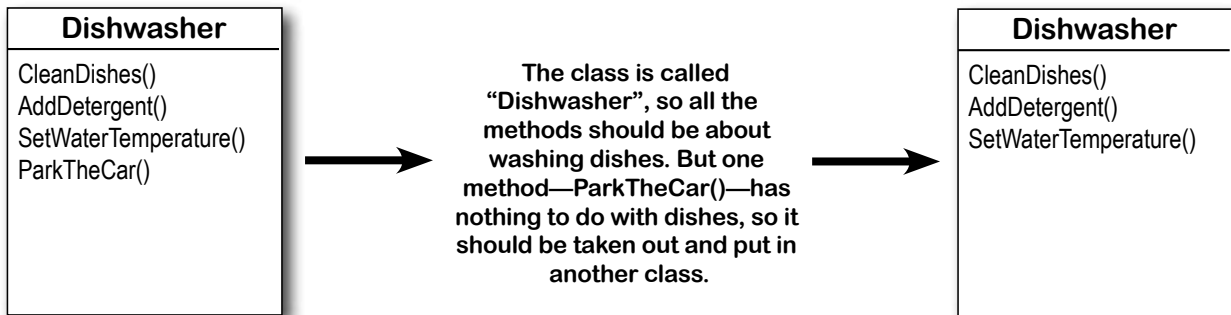 Dishwasher
CleanDishes()
AddDetergent()
SetWaterTemperature()
ParkTheCar()
The class is called
“Dishwasher”, so all the
methods should be about
washing dishes. But one
method—ParkTheCar()—has
nothing to do with dishes, so it
should be taken out and put in
another class.
Dishwasher
CleanDishes()
AddDetergent()
SetWaterTemperature()